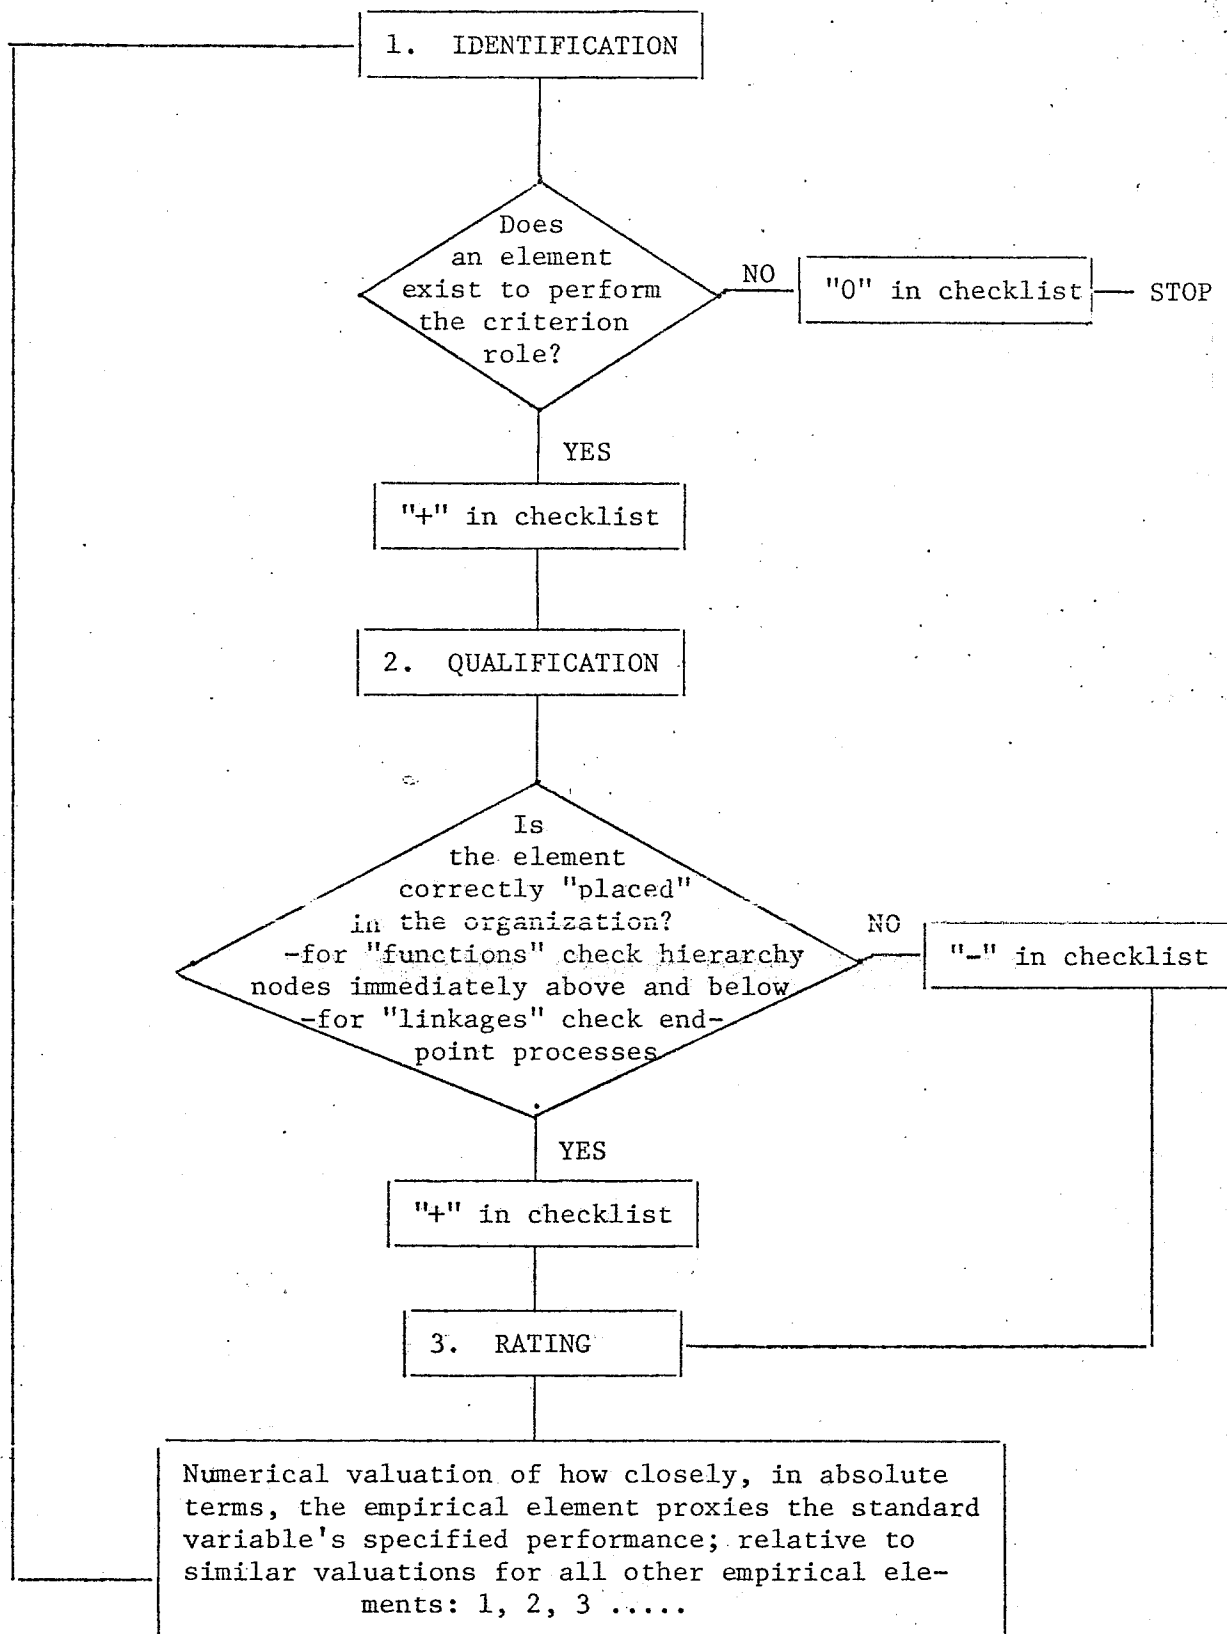 1. IDENTIFICATION
Does
an element
exist to perform
the criterion
role?
NO
"0" in checklist
STOP
YES
"+" in checklist
2. QUALIFICATION
Is
the element
correctly "placed"
in the organization?
-for "functions" check hierarchy
nodes immediately above and below
-for "linkages" check end-
point processes
NO
"-" in checklist
YES
"+" in checklist
3. RATING
Numerical valuation of how closely, in absolute
terms, the empirical element proxies the standard
variable's specified performance; relative to
similar valuations for all other empirical ele-
ments: 1, 2, 3 .....